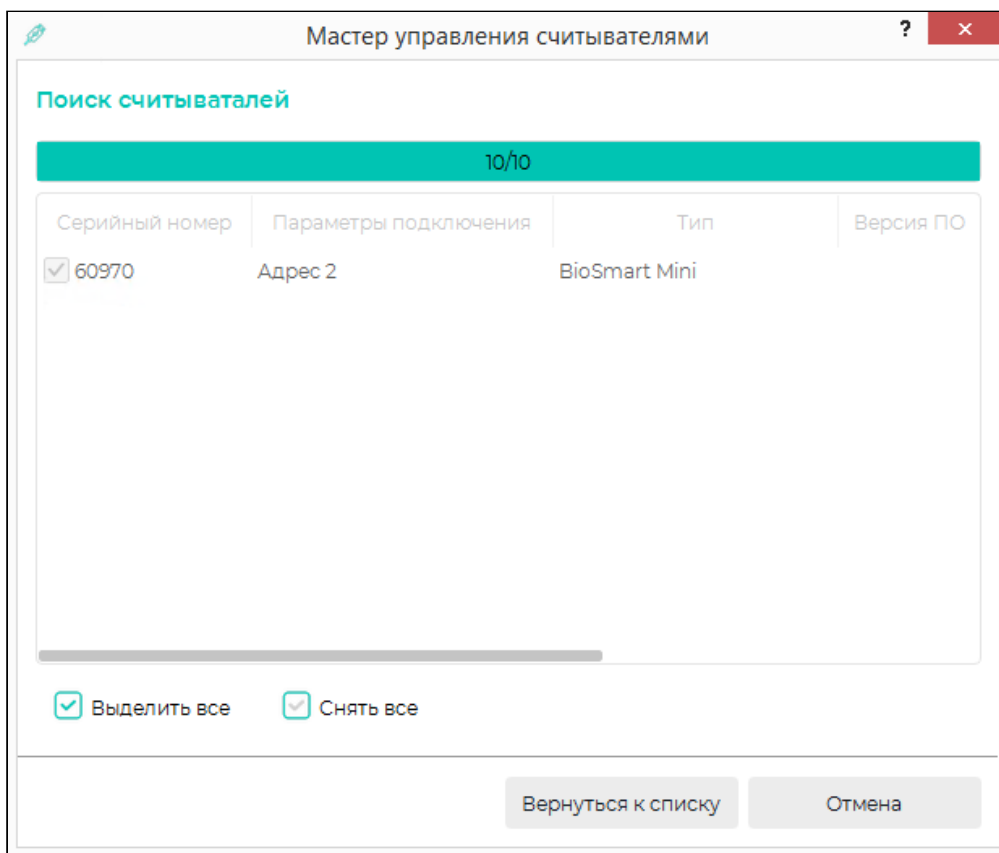 Мастер управления считывателями ?
Поиск считываталей
10/10
Серийный номер Параметры подключения Тип Версия ПО
60970 Адрес 2 BioSmart Mini
Выделить все Снять все
Вернуться к списку Отмена